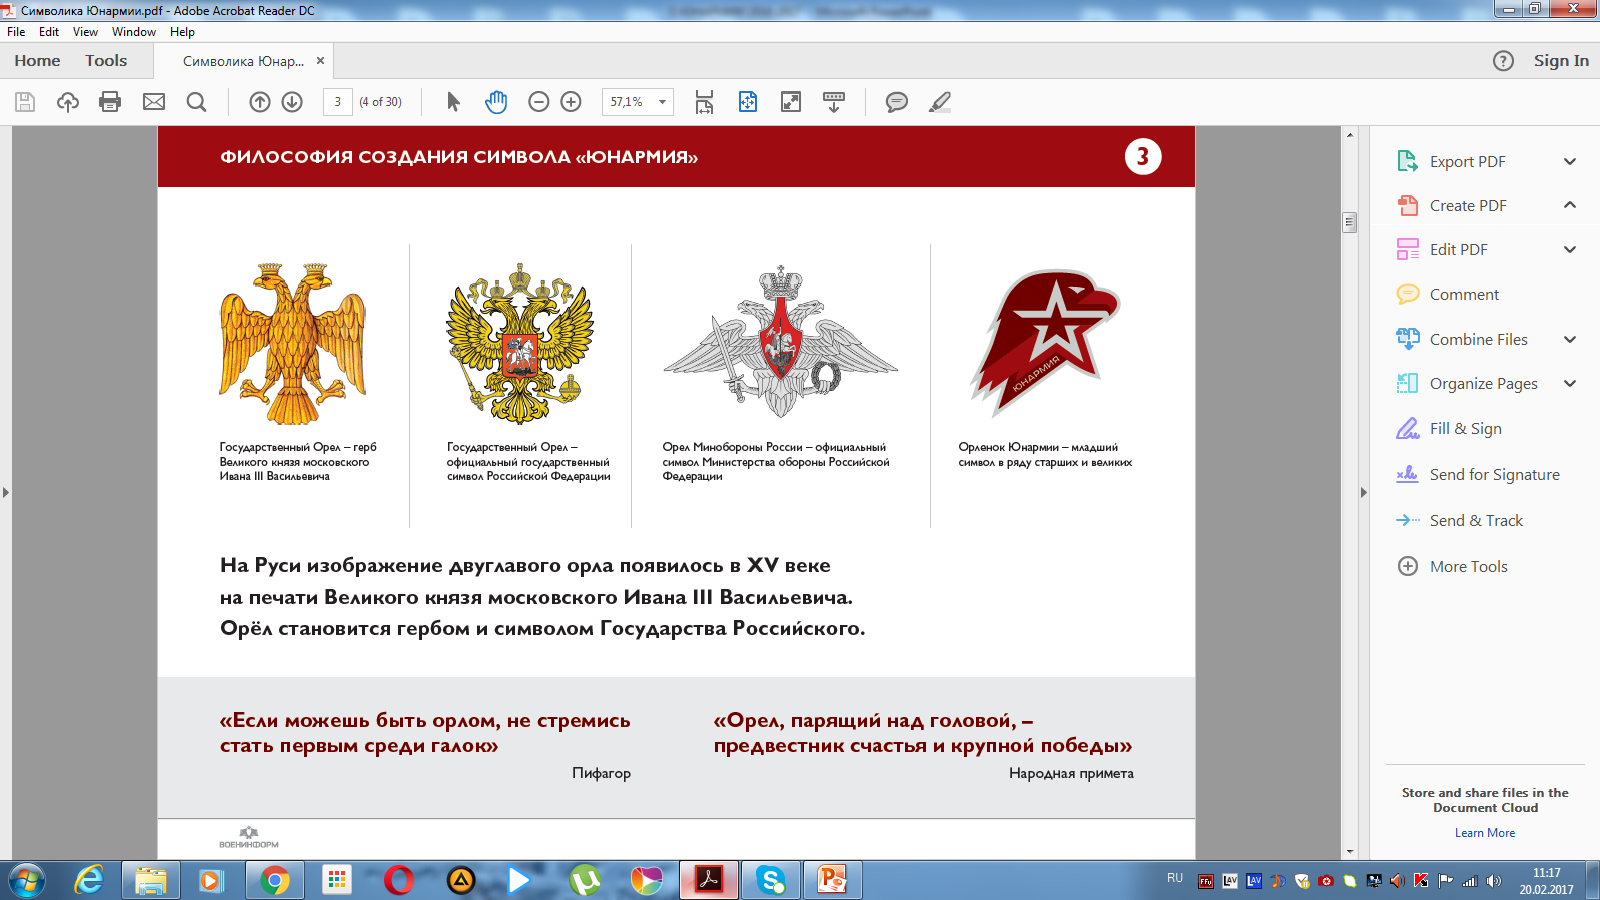 Символика Юнармии.pdf - Adobe Acrobat Reader DC
File Edit View Window Help
Home Tools Символика Юнар... × ? Sign In
3 (4 of 30) 57,1%
ФИЛОСОФИЯ СОЗДАНИЯ СИМВОЛА «ЮНАРМИЯ» 3
ЮНАРМИЯ
Государственный Орел – герб
Великого князя московского
Ивана III Васильевича
Государственный Орел –
официальный государственный
символ Российской Федерации
Орел Минобороны России – официальный
символ Министерства обороны Российской
Федерации
Орленок Юнармии – младший
символ в ряду старших и великих
На Руси изображение двуглавого орла появилось в XV веке
на печати Великого князя московского Ивана III Васильевича.
Орёл становится гербом и символом Государства Российского.
«Если можешь быть орлом, не стремись
стать первым среди галок»
Пифагор
«Орел, парящий над головой, –
предвестник счастья и крупной победы»
Народная примета
ВОЕНИНФОРМ
Export PDF
Create PDF
Edit PDF
Comment
Combine Files
Organize Pages
Fill & Sign
Send for Signature
Send & Track
More Tools
Store and share files in the
Document Cloud
Learn More
RU
11:17
20.02.2017